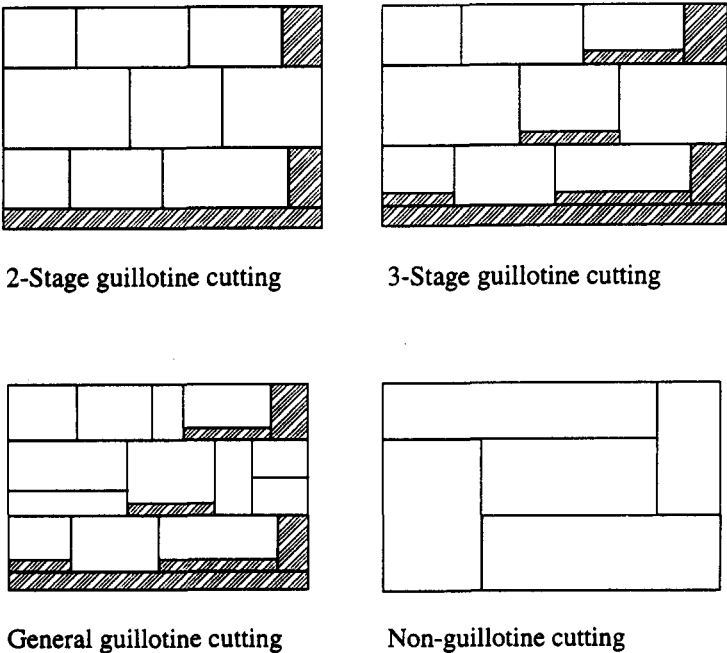 2-Stage guillotine cutting
3-Stage guillotine cutting
General guillotine cutting
Non-guillotine cutting